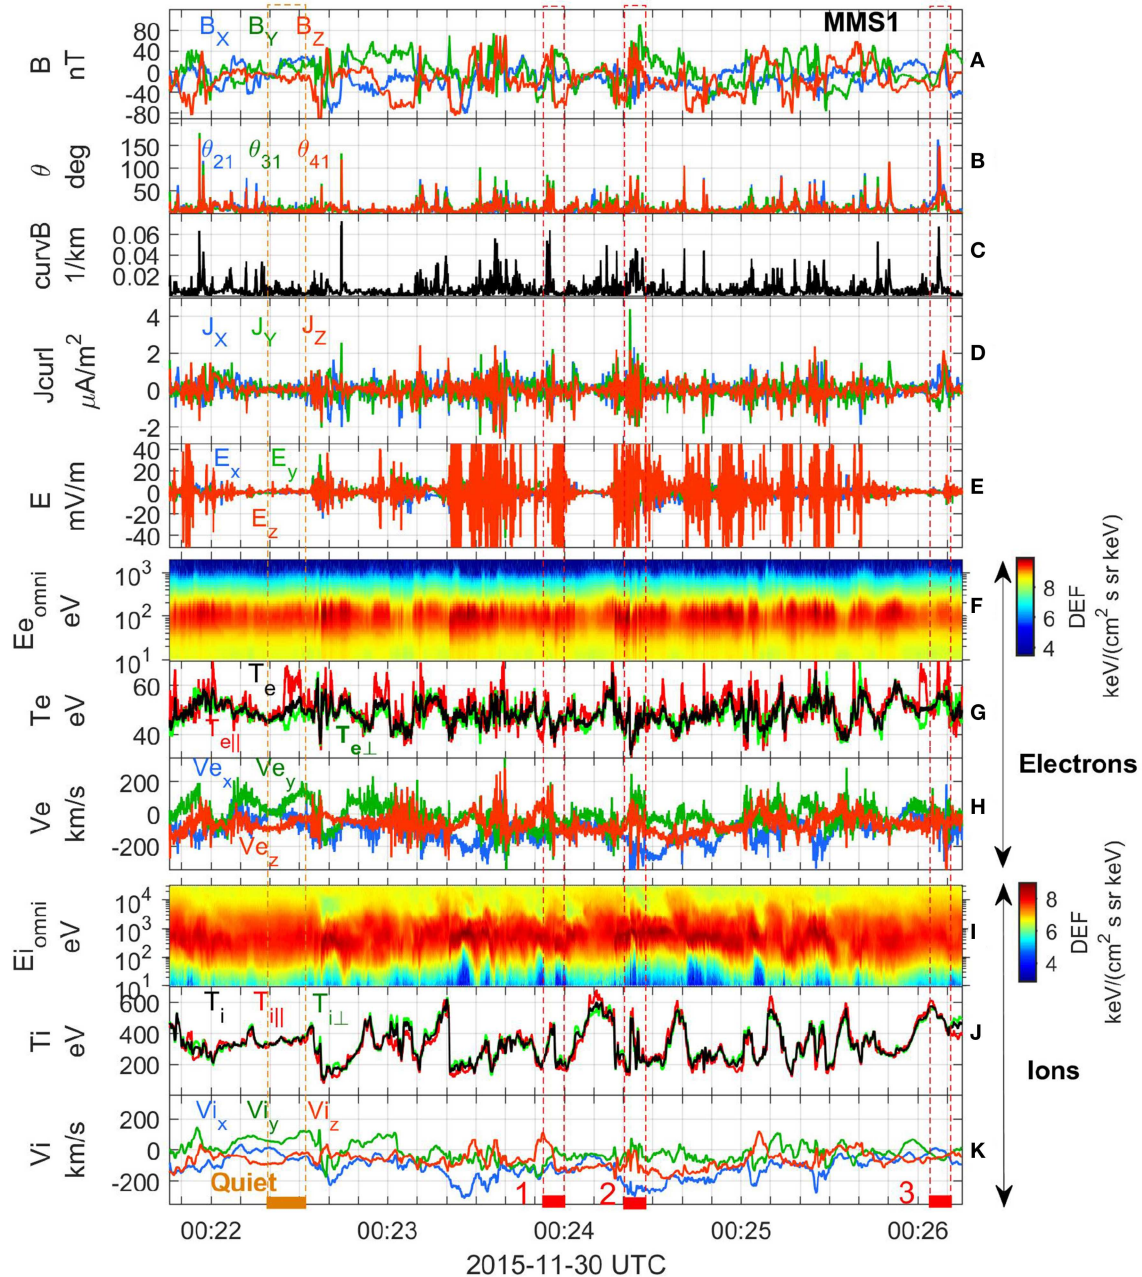 MMS1
B nT
80
40
0
-40
-80
B_X B_Y B_Z
A
θ deg
150
100
50
θ_21 θ_31 θ_41
B
curvB 1/km
0.06
0.04
0.02
C
Jcurl μA/m²
4
2
0
-2
J_X J_Y J_Z
D
E mV/m
40
20
0
-20
-40
E_x E_y
E_z
E
Ee_omni eV
10³
10²
10¹
F
8
6
4
DEF
keV/(cm² s sr keV)
Te eV
60
40
T_e
T_e|| T_e⊥
G
Electrons
Ve km/s
200
0
-200
Ve_x Ve_y
Ve_z
H
Ei_omni eV
10⁴
10³
10²
10¹
I
8
6
4
DEF
keV/(cm² s sr keV)
Ti eV
600
400
200
T_i T_i|| T_i⊥
J
Ions
Vi km/s
200
0
-200
Vi_x Vi_y Vi_z
K
Quiet
1 2 3
00:22 00:23 00:24 00:25 00:26
2015-11-30 UTC